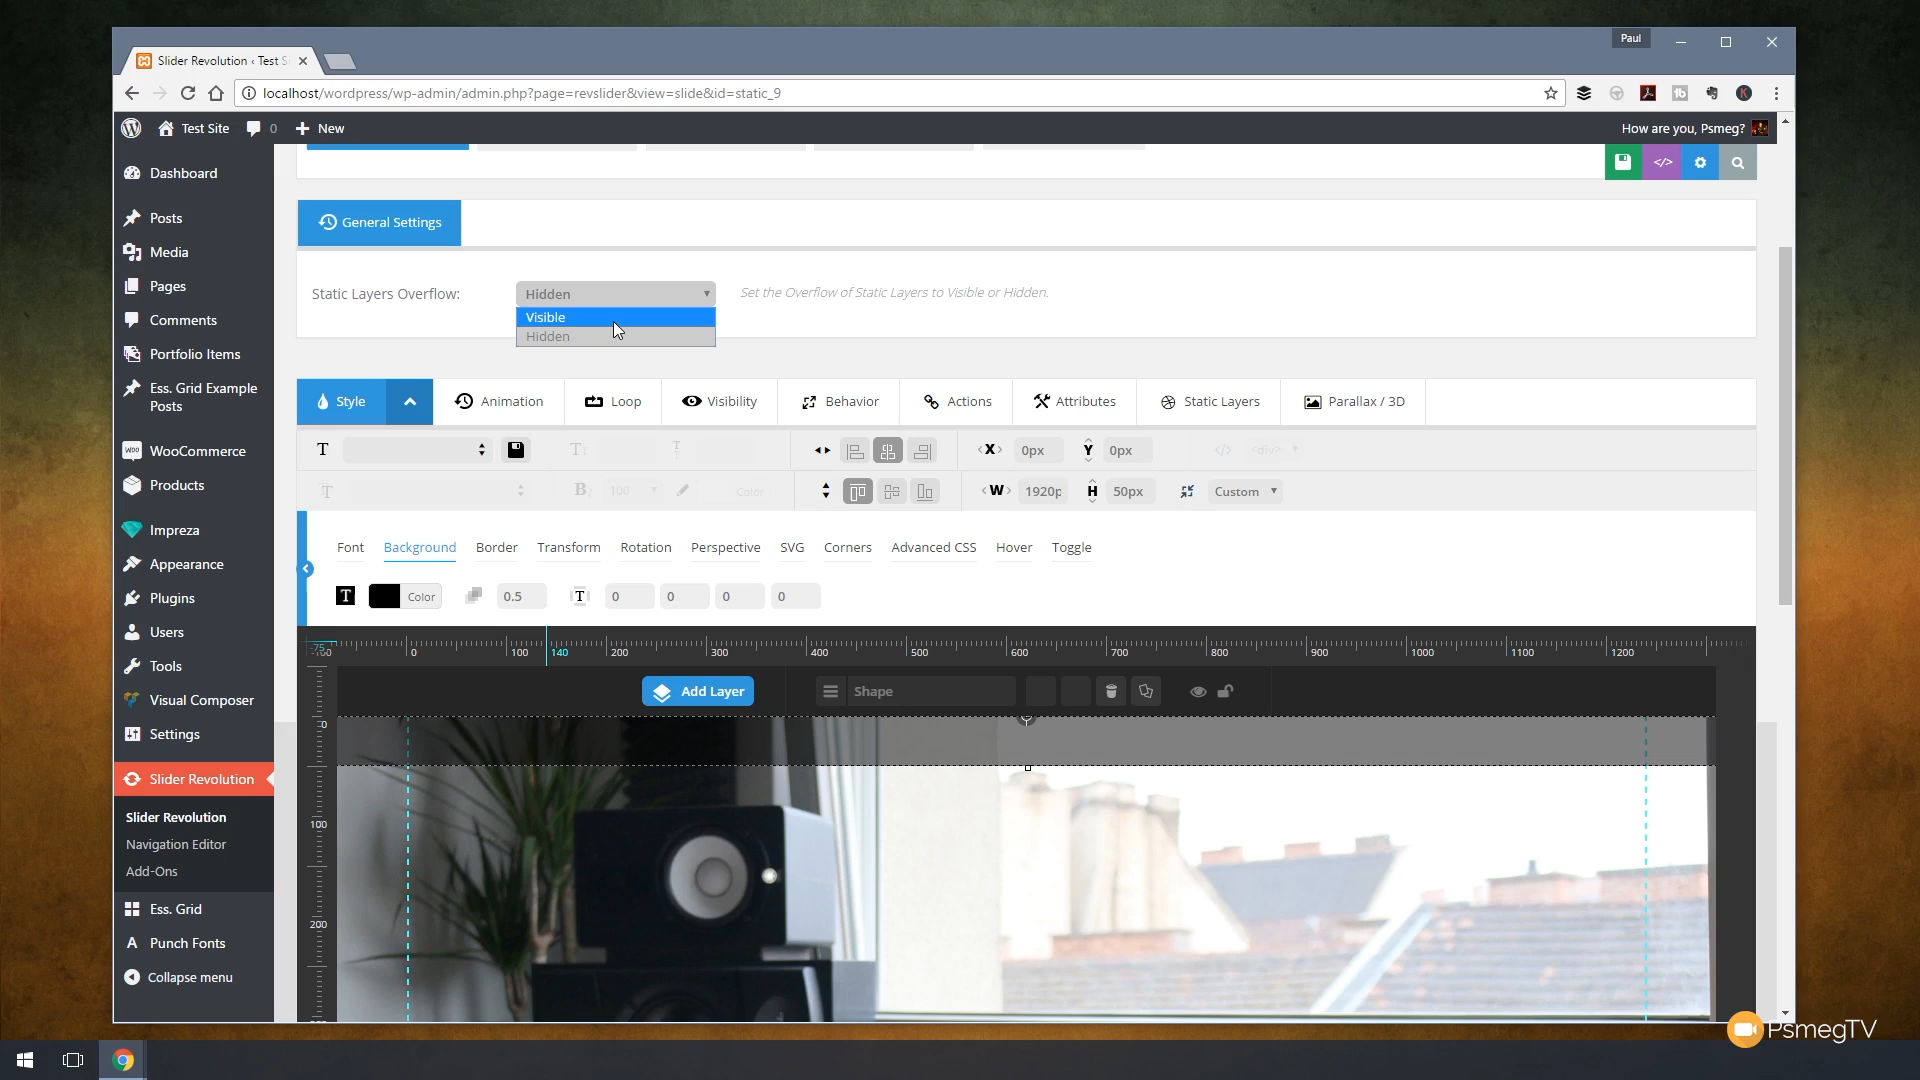 Paul
Slider Revolution ‹ Test S
localhost/wordpress/wp-admin/admin.php?page=revslider&view=slide&id=static_9
Test Site 0 New How are you, Psmeg?
Dashboard
Posts
Media
Pages
Comments
Portfolio Items
Ess. Grid Example
Posts
WooCommerce
Products
Impreza
Appearance
Plugins
Users
Tools
Visual Composer
Settings
Slider Revolution
Slider Revolution
Navigation Editor
Add-Ons
Ess. Grid
Punch Fonts
Collapse menu
General Settings
Static Layers Overflow: Hidden Set the Overflow of Static Layers to Visible or Hidden.
Visible
Hidden
Style Animation Loop Visibility Behavior Actions Attributes Static Layers Parallax / 3D
X 0px Y 0px <div>
100 Color W 1920p H 50px Custom
Font Background Border Transform Rotation Perspective SVG Corners Advanced CSS Hover Toggle
Color 0.5 0 0 0 0
0 100 140 200 300 400 500 600 700 800 900 1000 1100 1200
Add Layer Shape
0
100
200
PsmegTV